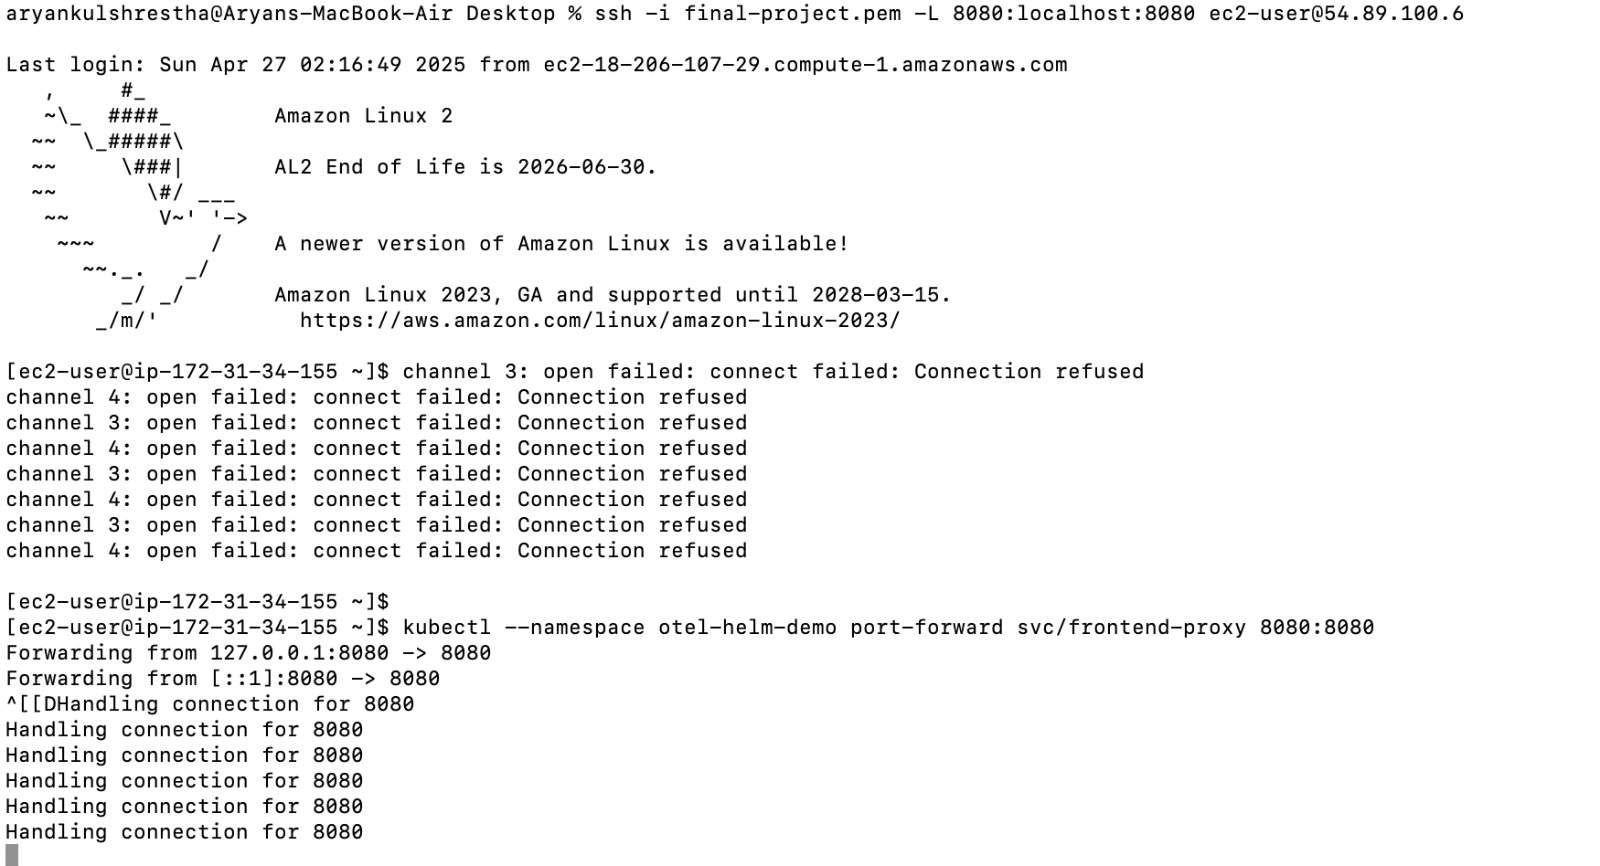 aryankulshrestha@Aryans-MacBook-Air Desktop % ssh -i final-project.pem -L 8080:localhost:8080 ec2-user@54.89.100.6

Last login: Sun Apr 27 02:16:49 2025 from ec2-18-206-107-29.compute-1.amazonaws.com
   ,     #_
   ~\_  ####_        Amazon Linux 2
  ~~  \_#####\
  ~~     \###|       AL2 End of Life is 2026-06-30.
  ~~       \#/ ___
   ~~       V~' '->
    ~~~         /    A newer version of Amazon Linux is available!
      ~~._.   _/
         _/ _/       Amazon Linux 2023, GA and supported until 2028-03-15.
       _/m/'           https://aws.amazon.com/linux/amazon-linux-2023/

[ec2-user@ip-172-31-34-155 ~]$ channel 3: open failed: connect failed: Connection refused
channel 4: open failed: connect failed: Connection refused
channel 3: open failed: connect failed: Connection refused
channel 4: open failed: connect failed: Connection refused
channel 3: open failed: connect failed: Connection refused
channel 4: open failed: connect failed: Connection refused
channel 3: open failed: connect failed: Connection refused
channel 4: open failed: connect failed: Connection refused

[ec2-user@ip-172-31-34-155 ~]$
[ec2-user@ip-172-31-34-155 ~]$ kubectl --namespace otel-helm-demo port-forward svc/frontend-proxy 8080:8080
Forwarding from 127.0.0.1:8080 -> 8080
Forwarding from [::1]:8080 -> 8080
^[[DHandling connection for 8080
Handling connection for 8080
Handling connection for 8080
Handling connection for 8080
Handling connection for 8080
Handling connection for 8080